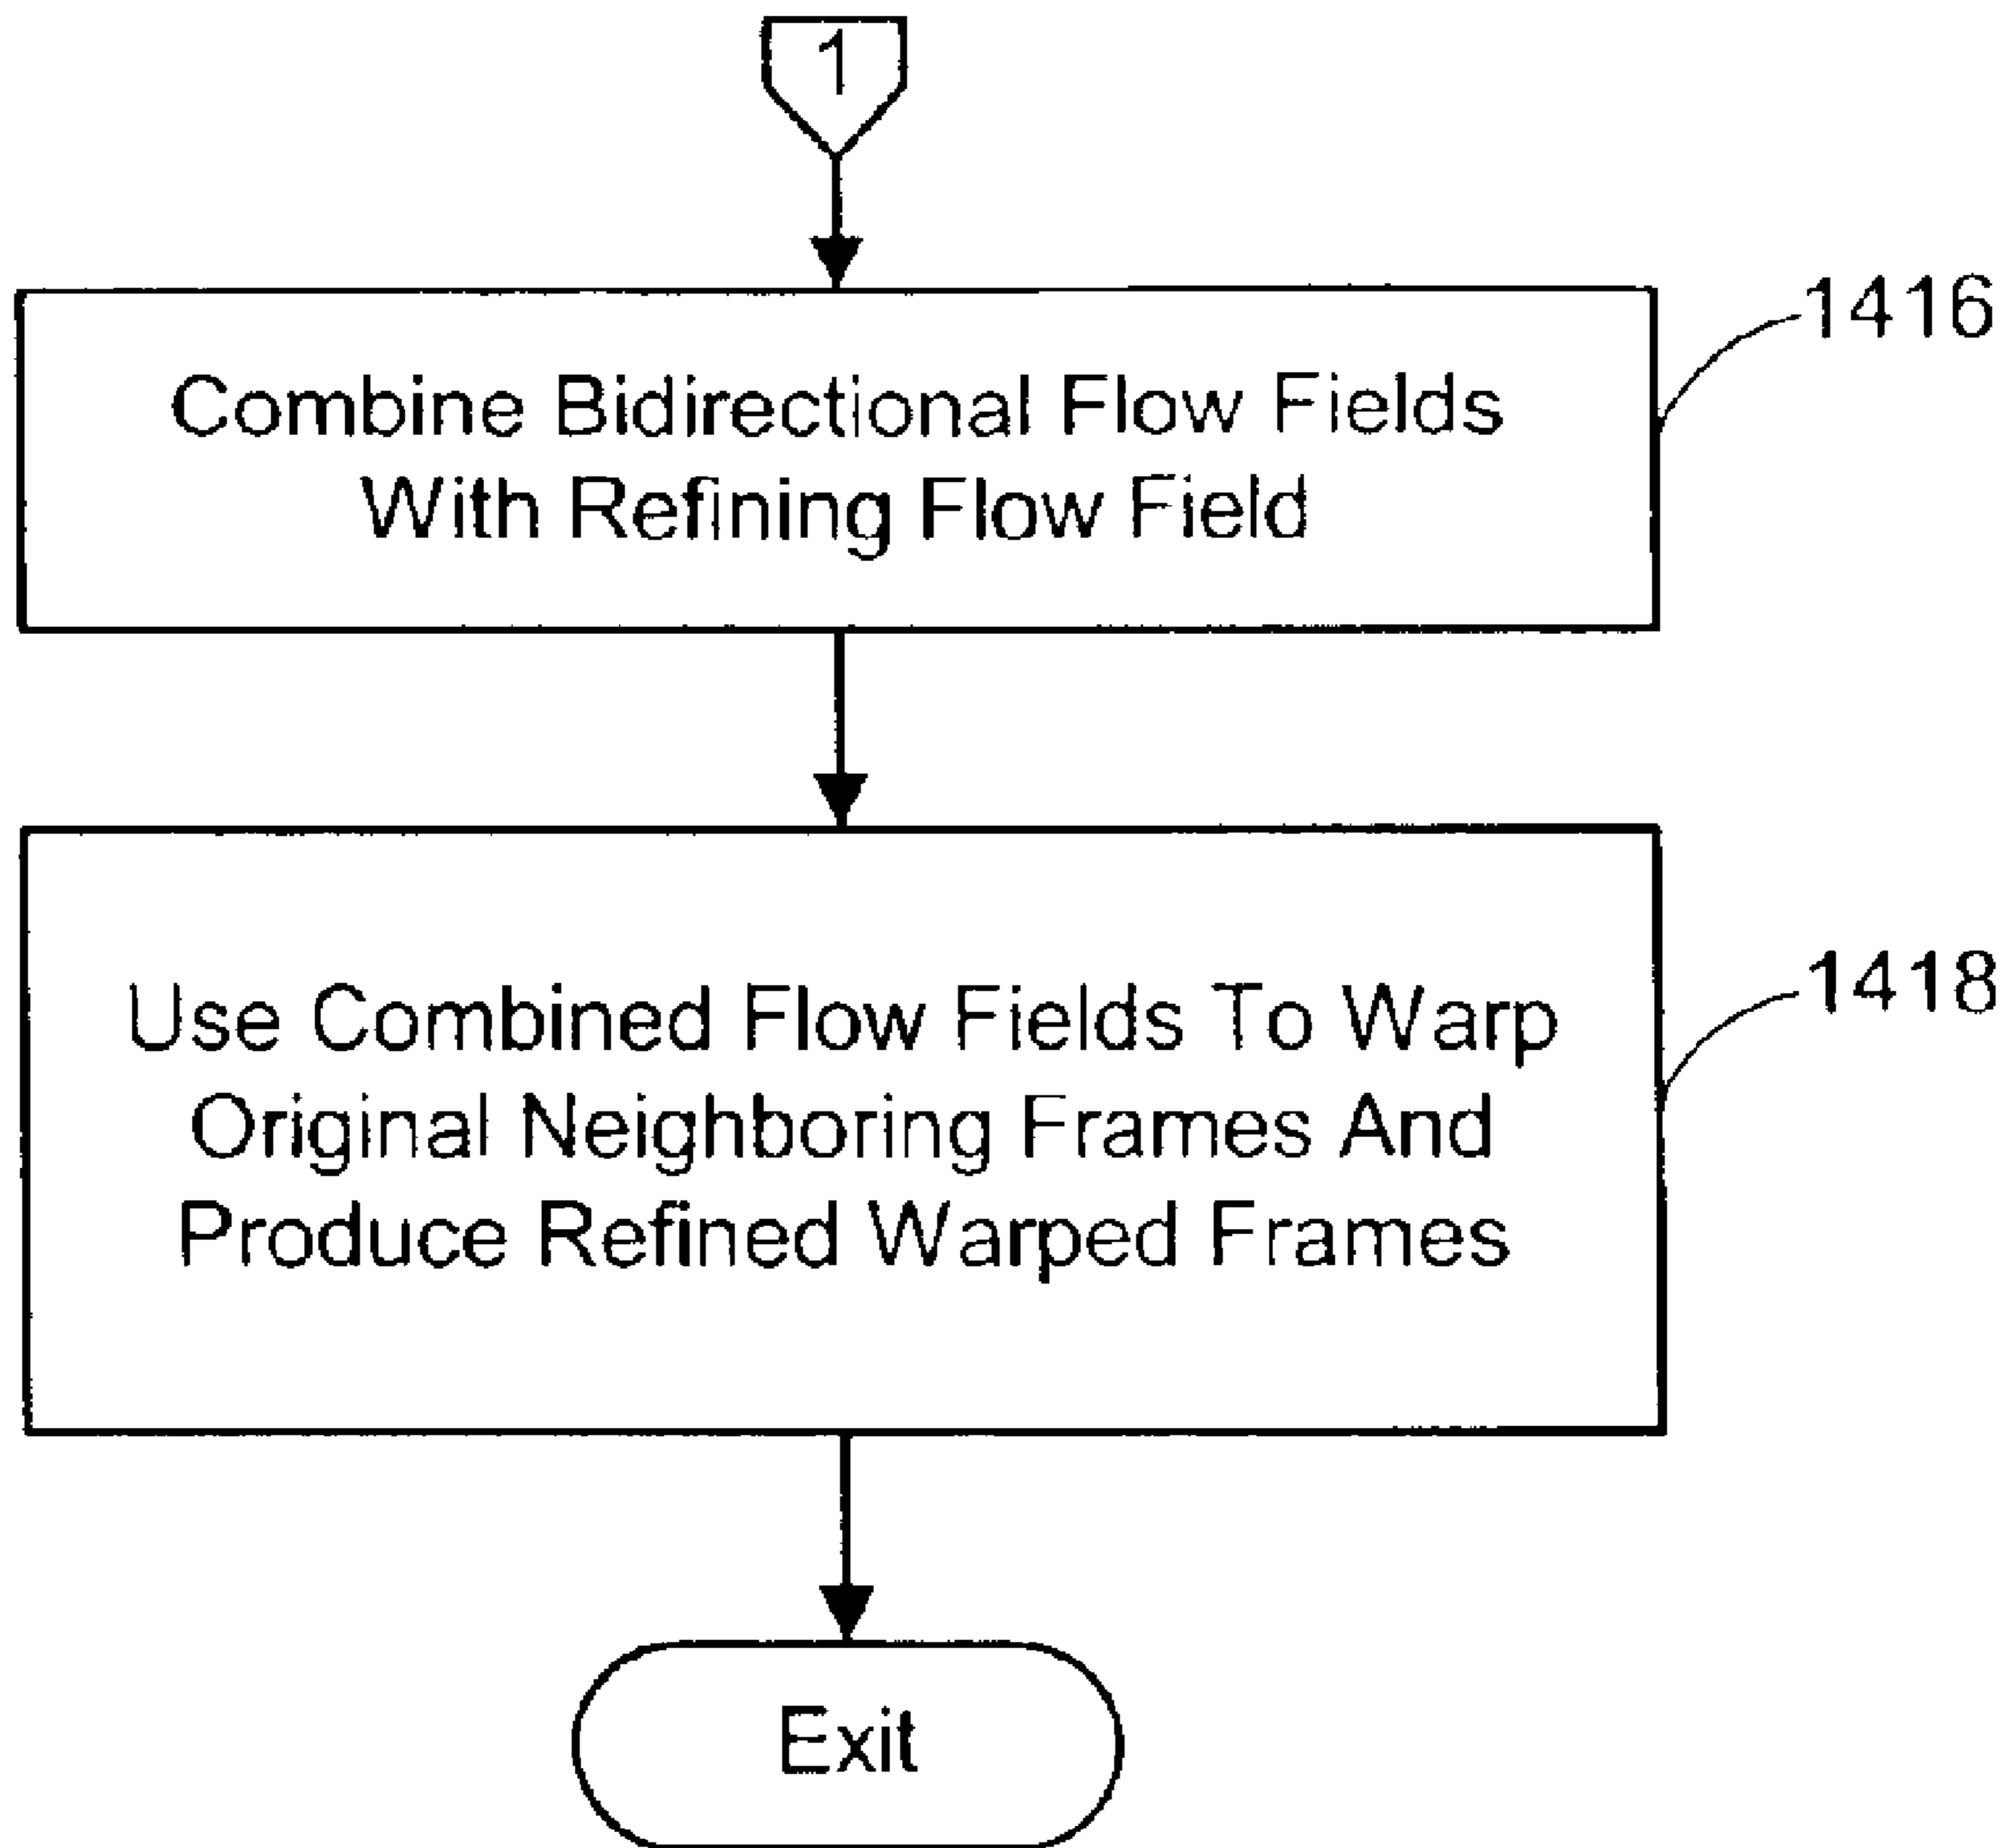 1
1416
Combine Bidirectional Flow Fields
With Refining Flow Field
1418
Use Combined Flow Fields To Warp
Original Neighboring Frames And
Produce Refined Warped Frames
Exit